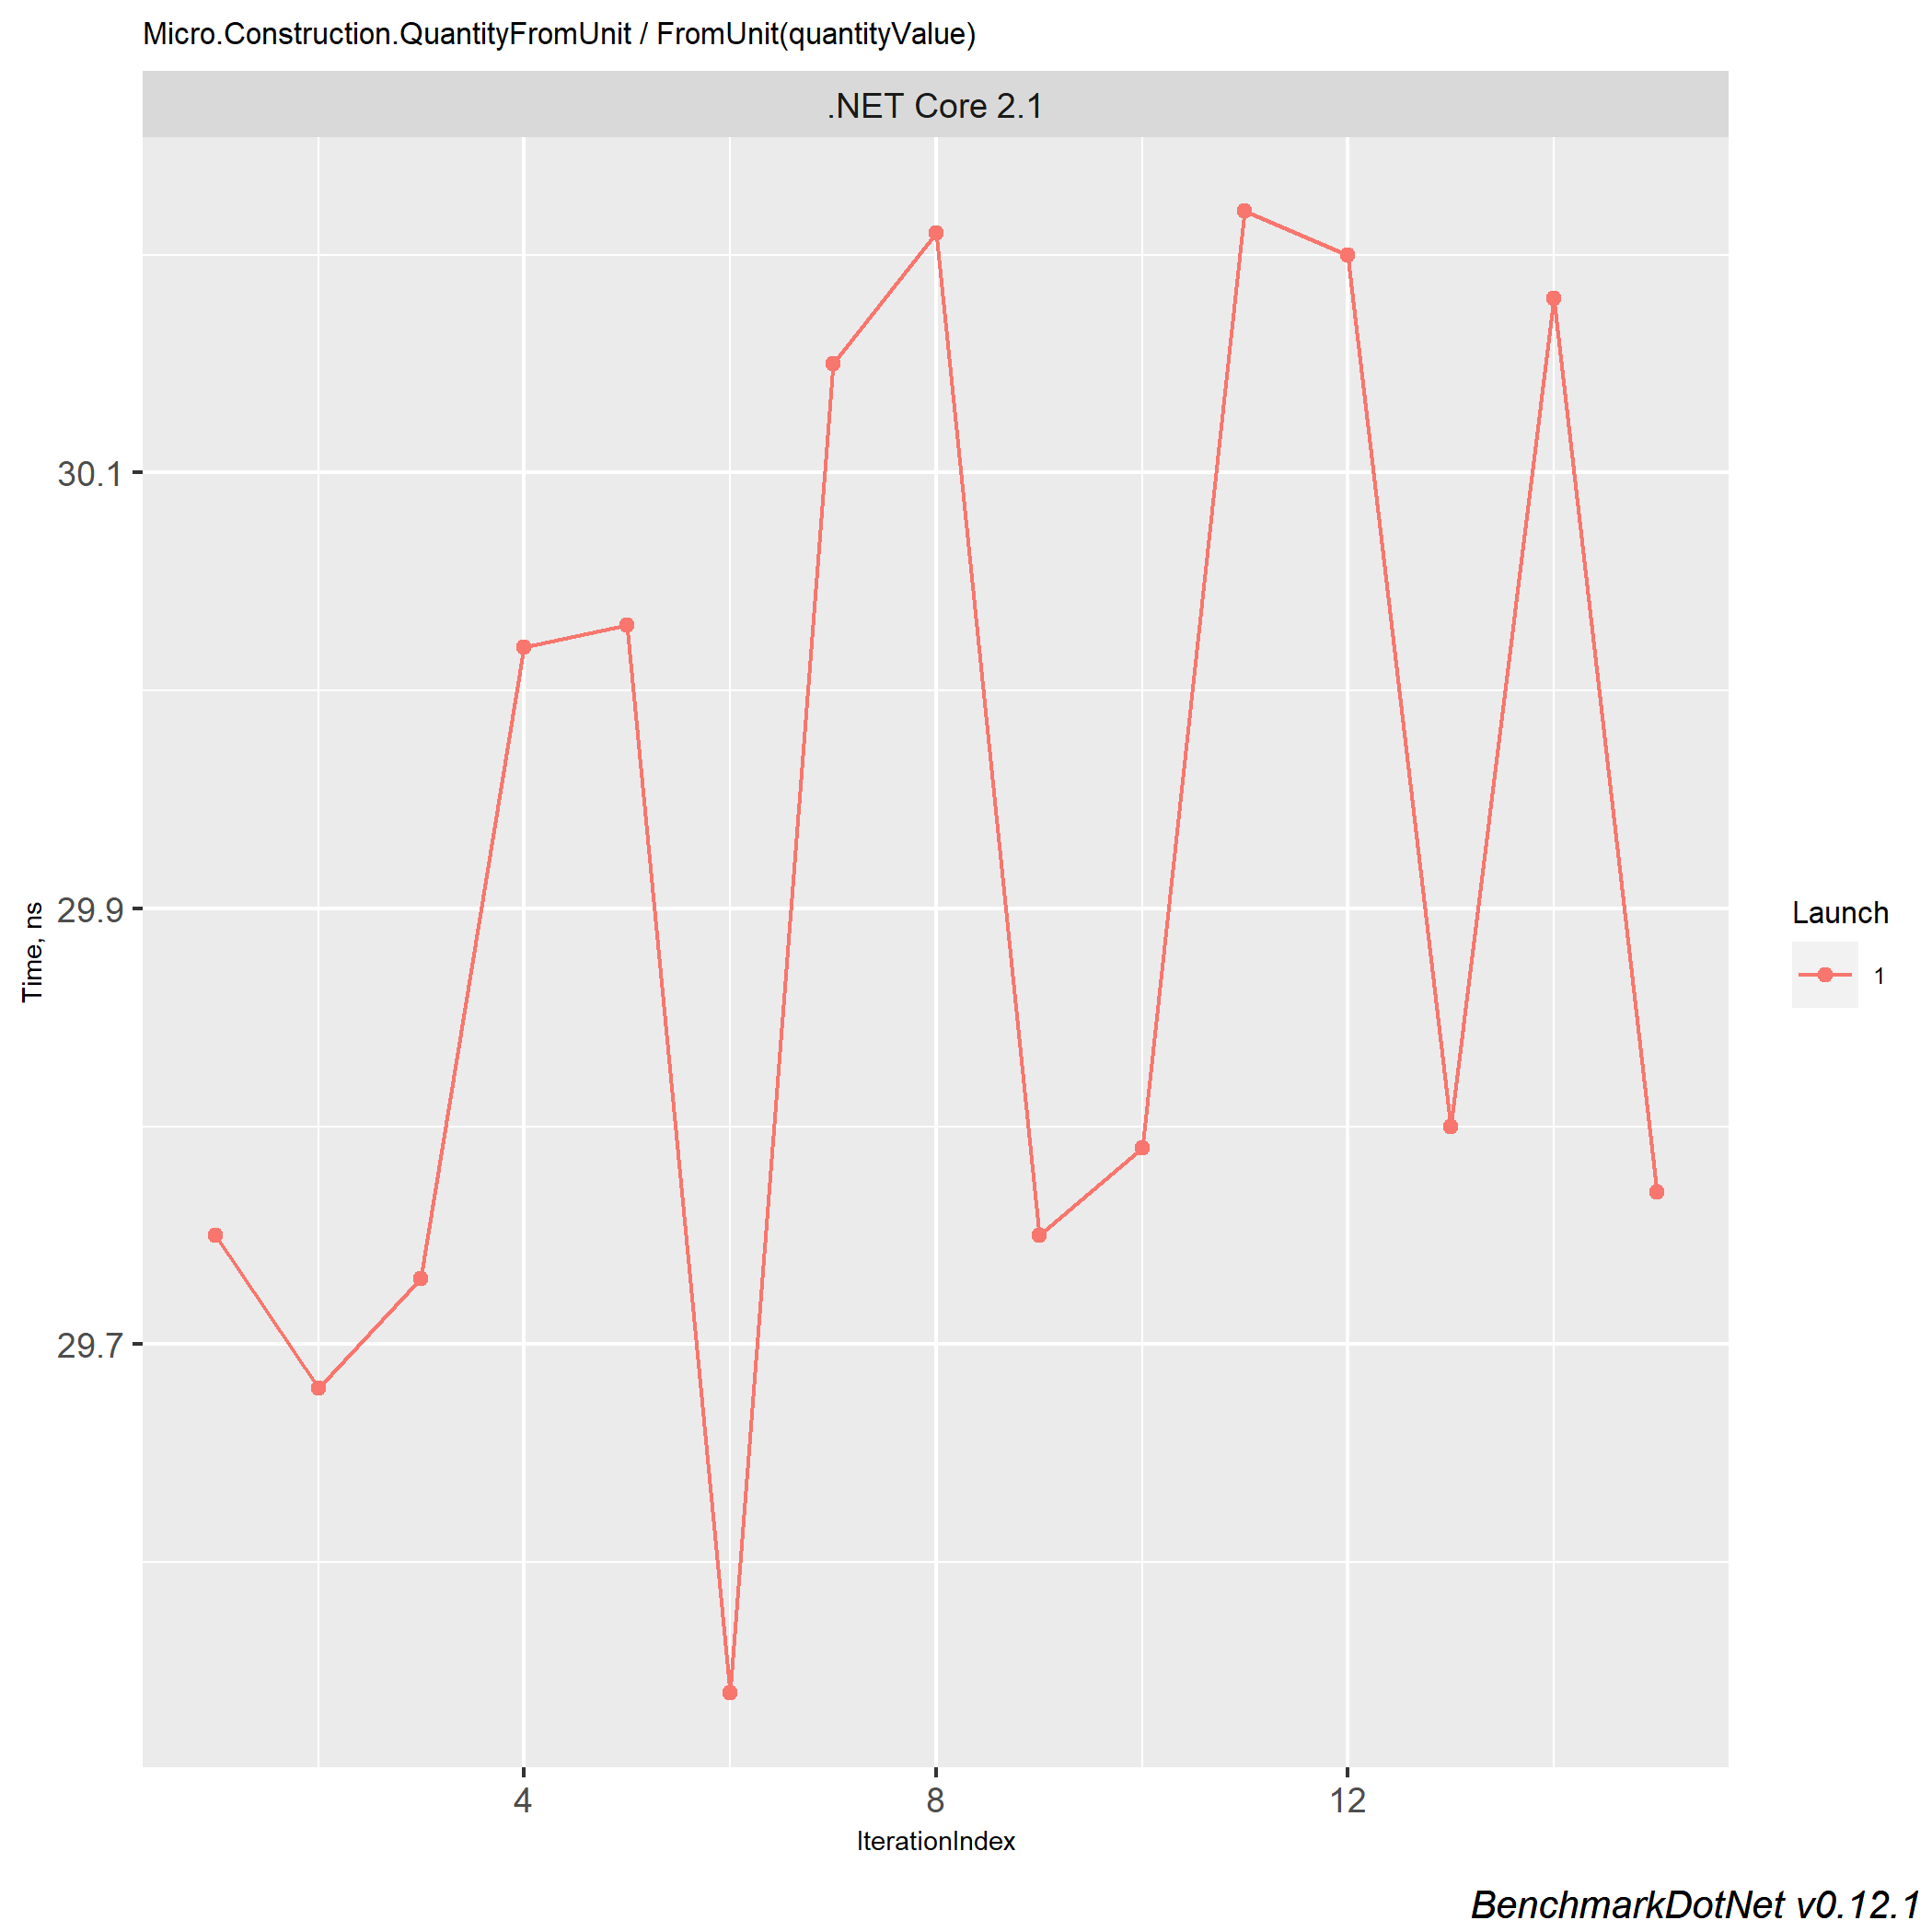 Micro.Construction.QuantityFromUnit / FromUnit(quantityValue)
.NET Core 2.1
30.1
29.9
29.7
Time, ns
4
8
12
IterationIndex
Launch
1
BenchmarkDotNet v0.12.1